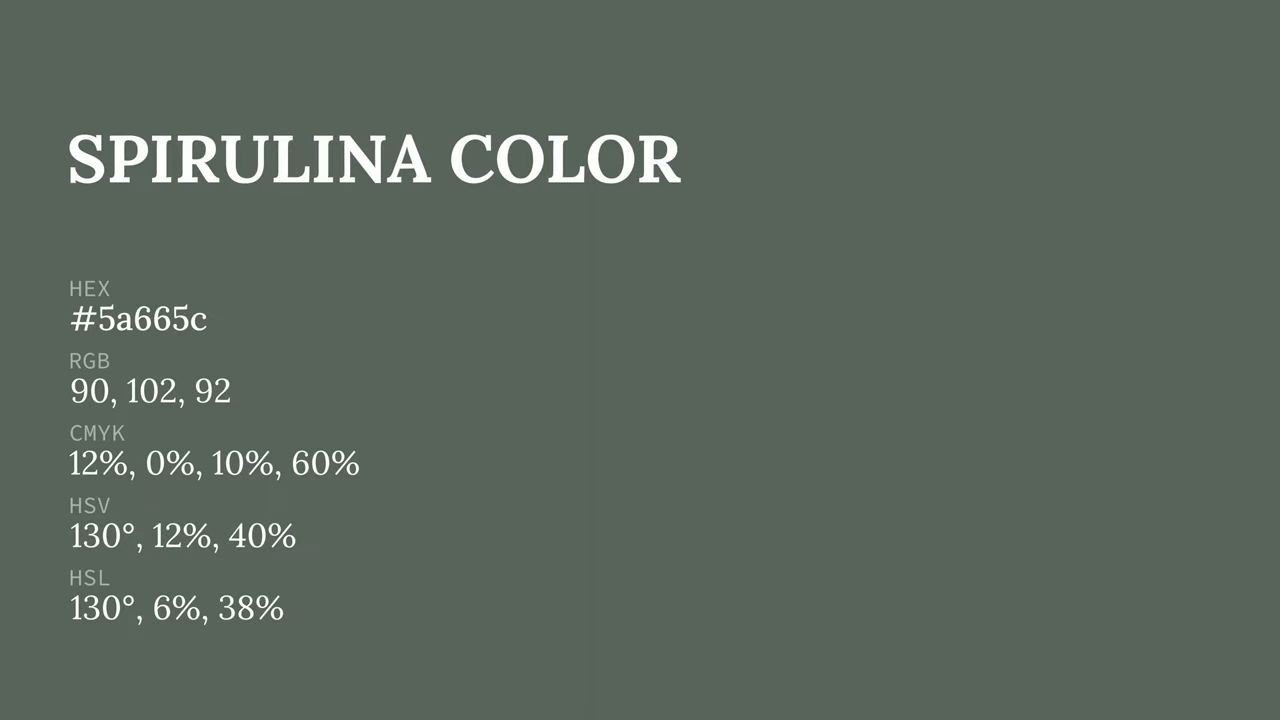 SPIRULINA COLOR
HEX
#5a665c
RGB
90, 102, 92
CMYK
12%, 0%, 10%, 60%
HSV
130°, 12%, 40%
HSL
130°, 6%, 38%